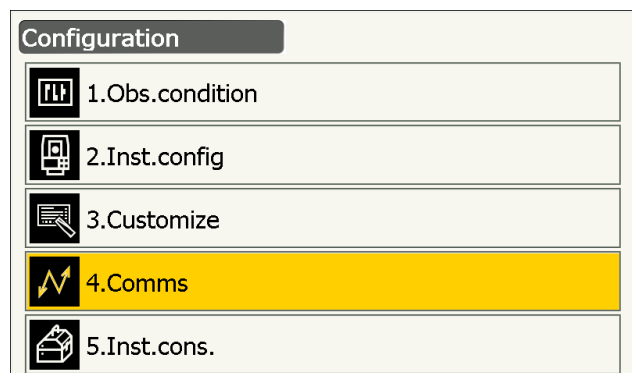 Configuration
1.Obs.condition
2.Inst.config
3.Customize
4.Comms
5.Inst.cons.